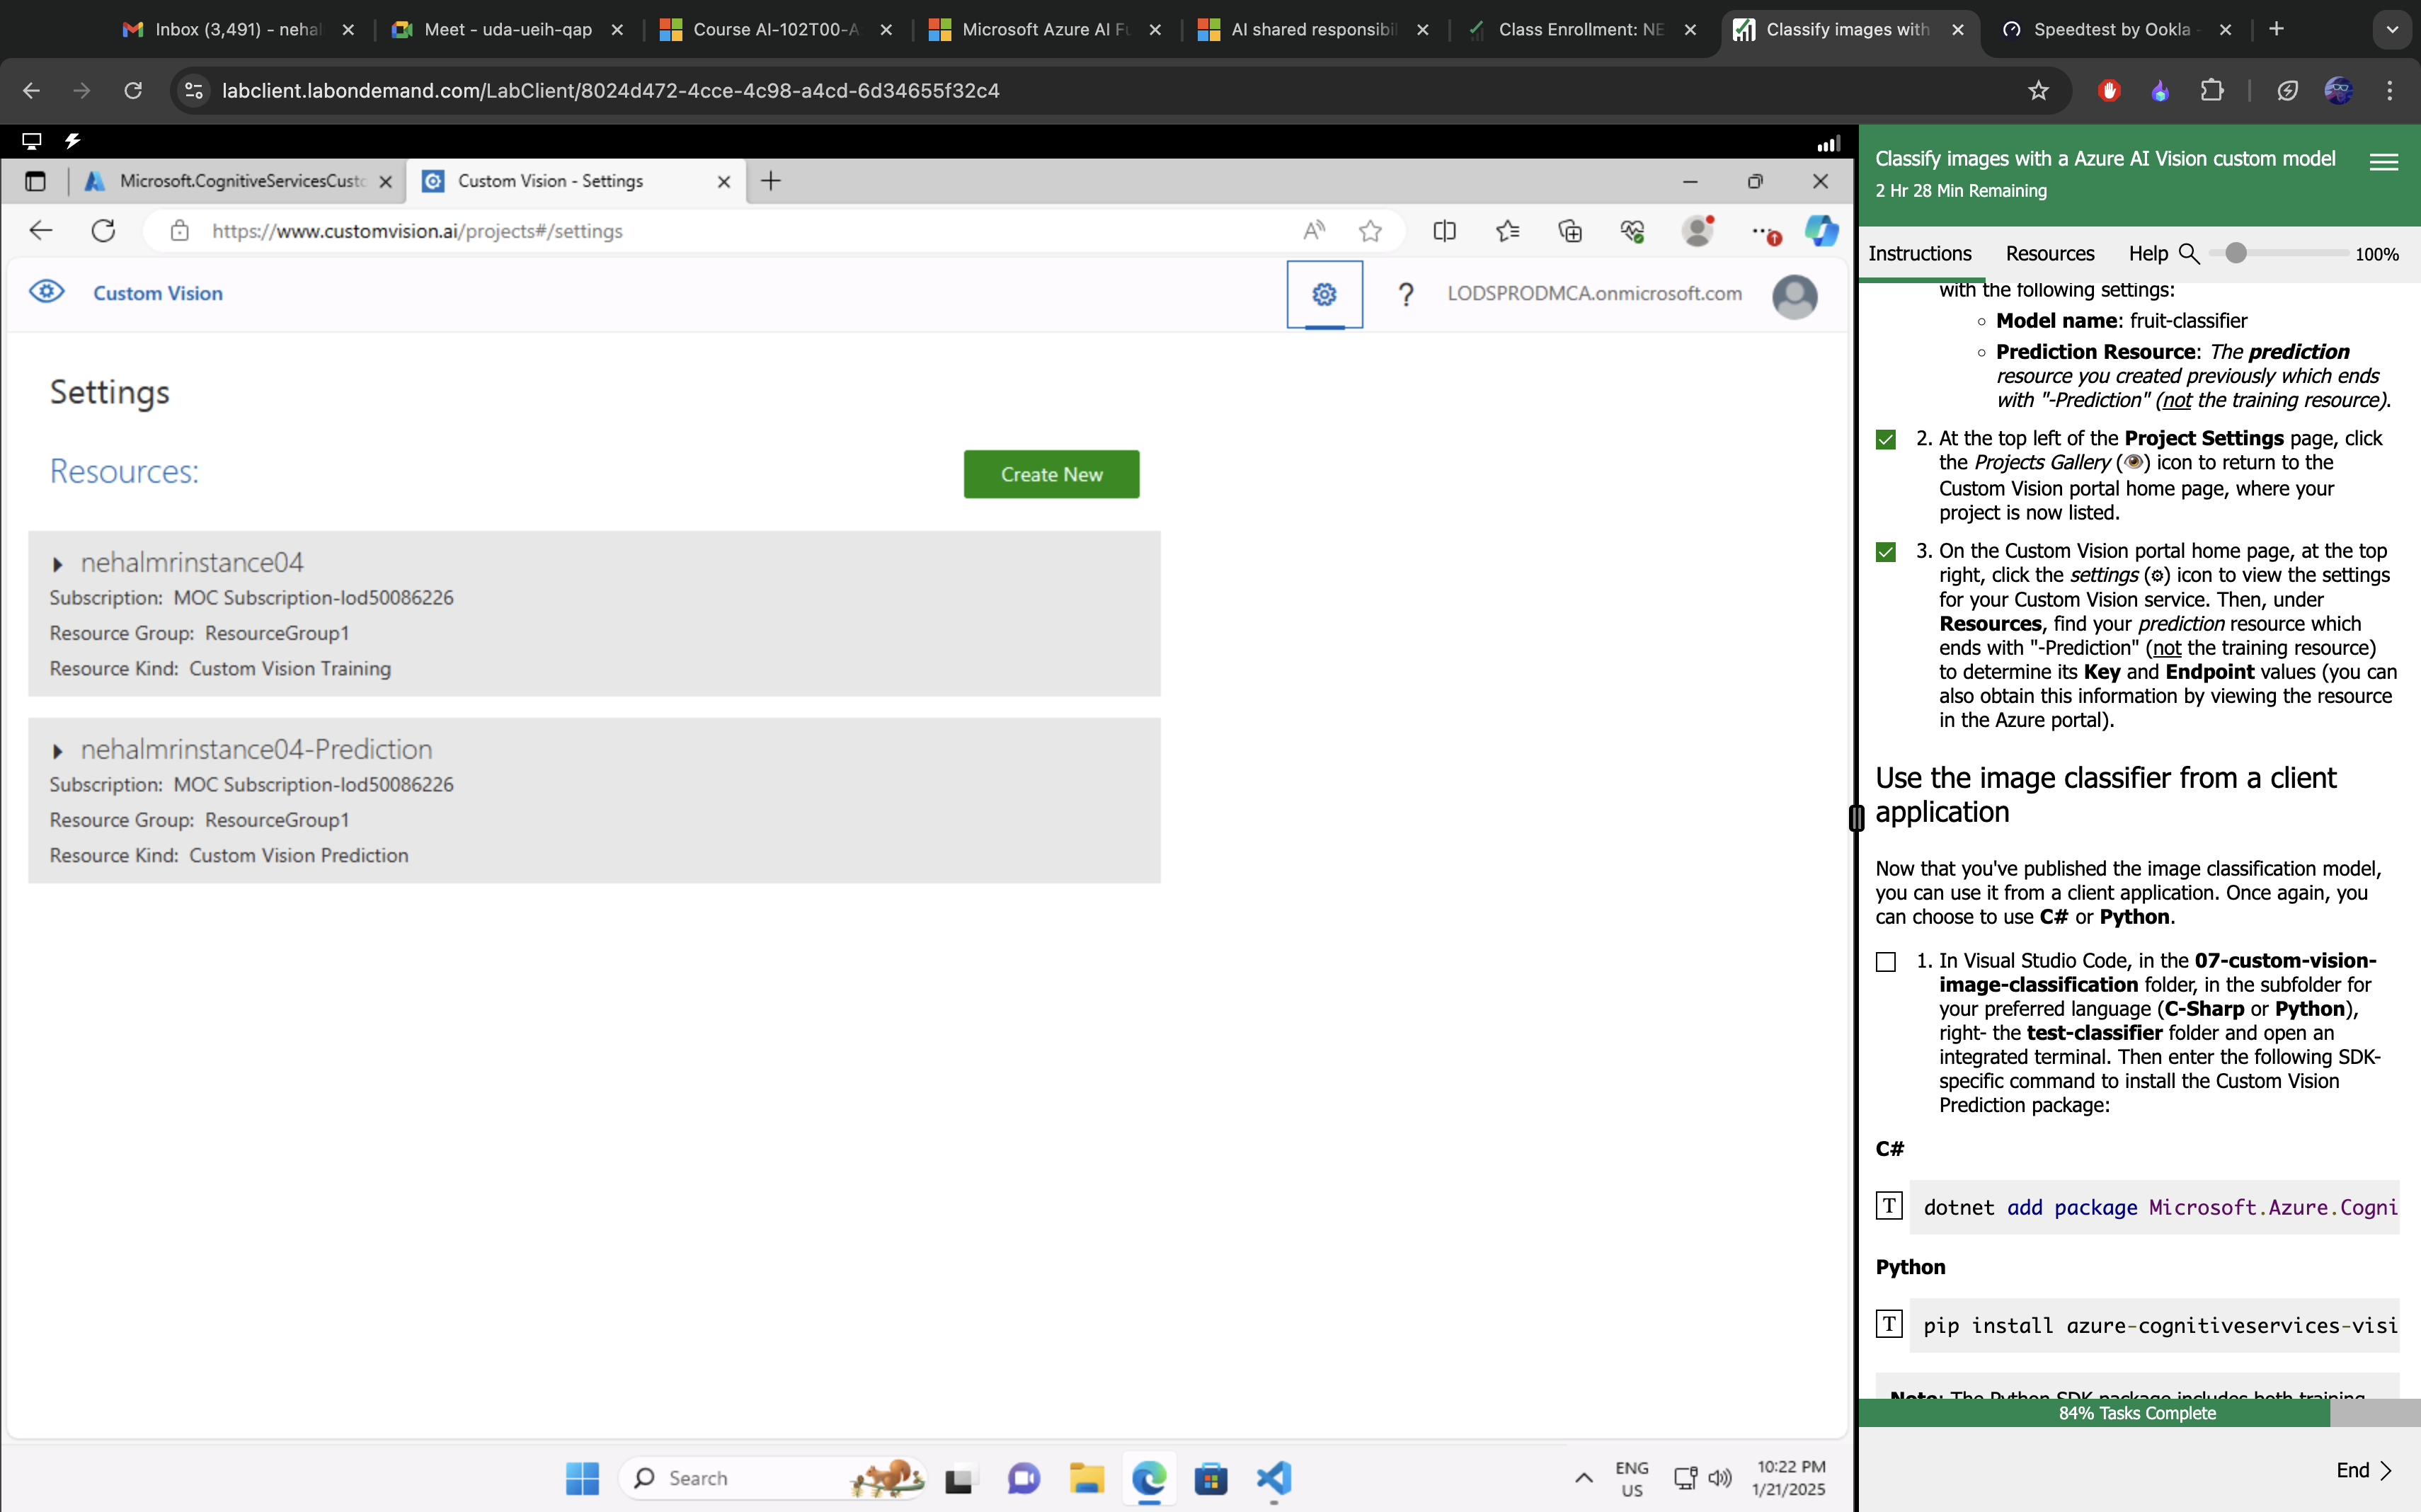 Inbox (3,491) - nehal
Meet - uda-ueih-qap
Course AI-102T00-A
Microsoft Azure AI Fu
AI shared responsibil
Class Enrollment: NE
Classify images with
Speedtest by Ookla -
labclient.labondemand.com/LabClient/8024d472-4cce-4c98-a4cd-6d34655f32c4
Microsoft.CognitiveServicesCusto
Custom Vision - Settings
https://www.customvision.ai/projects#/settings
Custom Vision
?
LODSPRODMCA.onmicrosoft.com
Settings
Resources:
Create New
nehalmrinstance04
Subscription: MOC Subscription-lod50086226
Resource Group: ResourceGroup1
Resource Kind: Custom Vision Training
nehalmrinstance04-Prediction
Subscription: MOC Subscription-lod50086226
Resource Group: ResourceGroup1
Resource Kind: Custom Vision Prediction
Search
ENG
US
10:22 PM
1/21/2025
Classify images with a Azure AI Vision custom model
2 Hr 28 Min Remaining
Instructions
Resources
Help
100%
with the following settings:
Model name: fruit-classifier
Prediction Resource: The prediction
resource you created previously which ends
with "-Prediction" (not the training resource).
2. At the top left of the Project Settings page, click
the Projects Gallery (👁) icon to return to the
Custom Vision portal home page, where your
project is now listed.
3. On the Custom Vision portal home page, at the top
right, click the settings (⚙) icon to view the settings
for your Custom Vision service. Then, under
Resources, find your prediction resource which
ends with "-Prediction" (not the training resource)
to determine its Key and Endpoint values (you can
also obtain this information by viewing the resource
in the Azure portal).
Use the image classifier from a client
application
Now that you've published the image classification model,
you can use it from a client application. Once again, you
can choose to use C# or Python.
1. In Visual Studio Code, in the 07-custom-vision-
image-classification folder, in the subfolder for
your preferred language (C-Sharp or Python),
right- the test-classifier folder and open an
integrated terminal. Then enter the following SDK-
specific command to install the Custom Vision
Prediction package:
C#
T
dotnet add package Microsoft.Azure.Cogni
Python
T
pip install azure-cognitiveservices-visi
Note: The Python SDK package includes both training
84% Tasks Complete
End